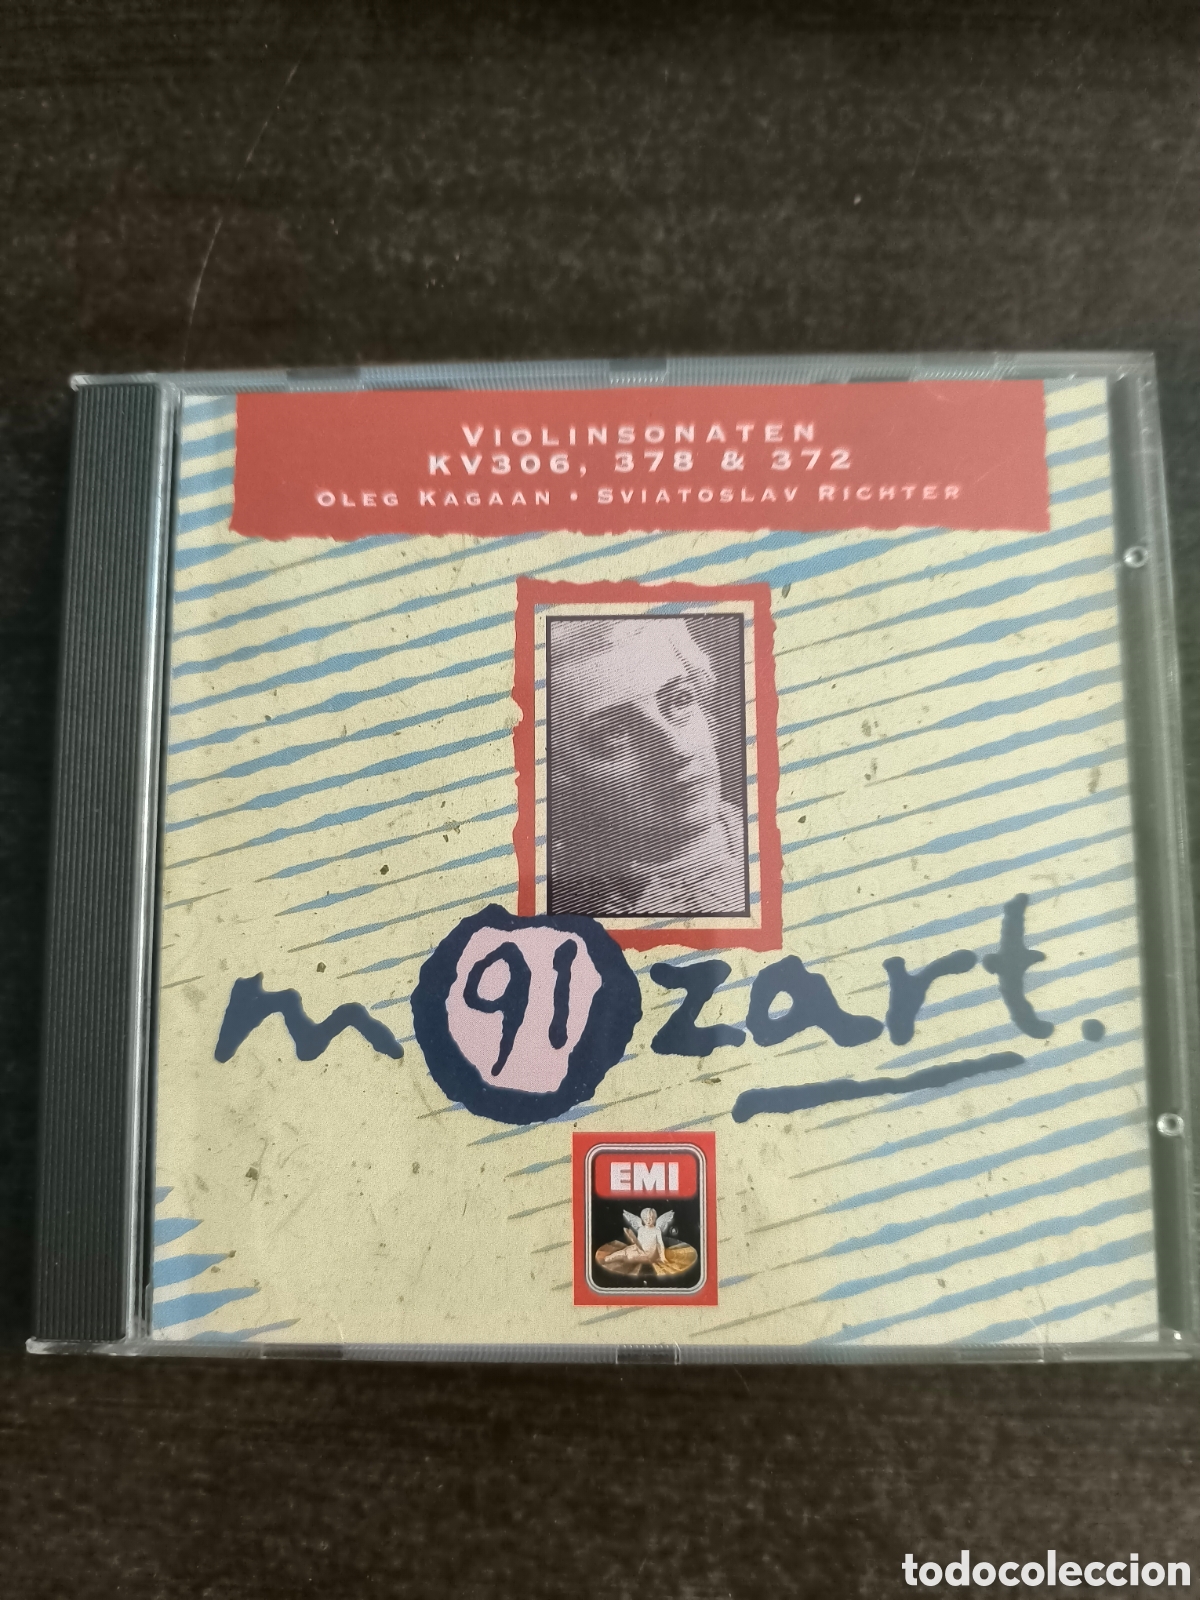 VIOLINSONATEN
KV306, 378 & 372
OLEG KAGAAN • SVIATOSLAV RICHTER
m91zart.
EMI
todocoleccion